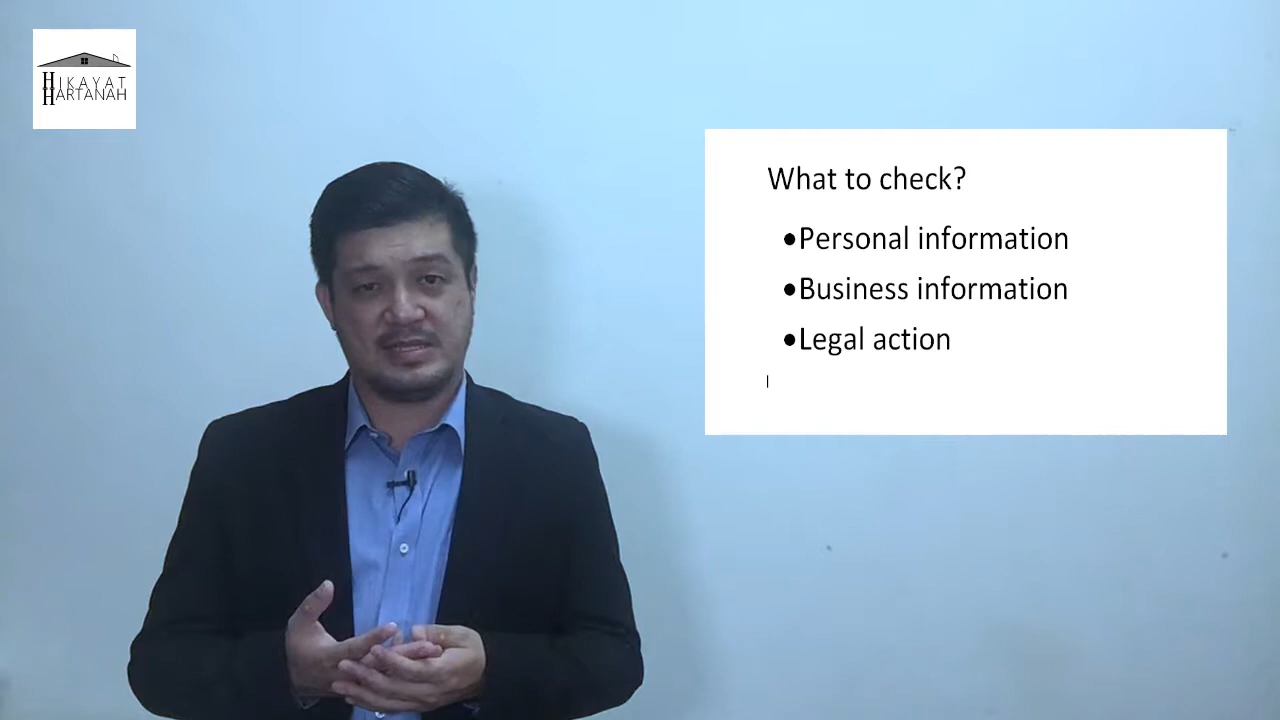 HIKAYAT
HARTANAH
What to check?
•Personal information
•Business information
•Legal action